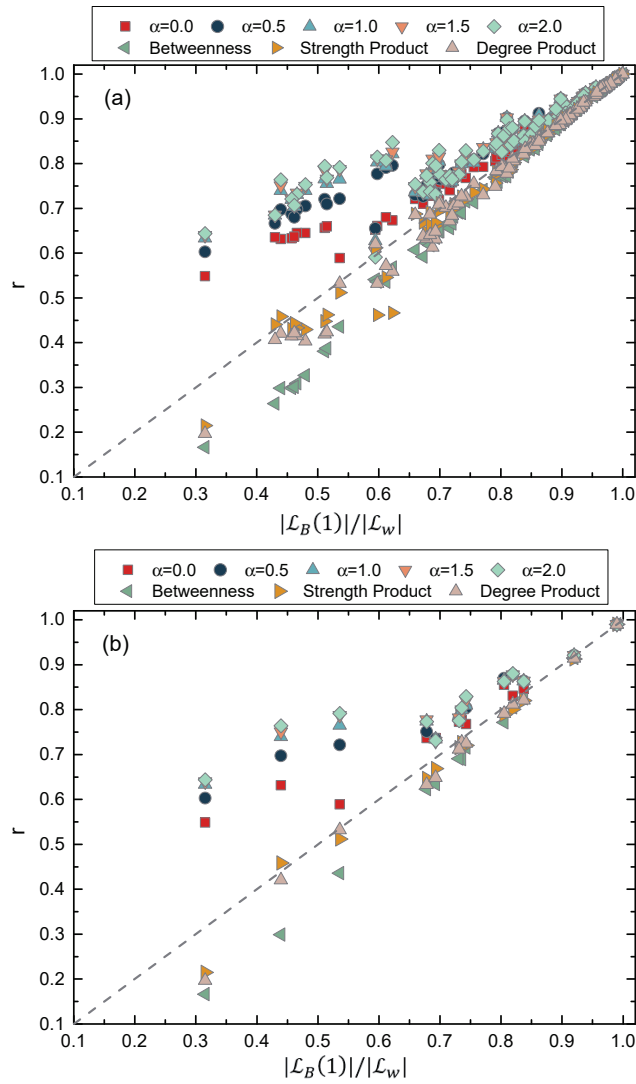 α=0.0 α=0.5 α=1.0 α=1.5 α=2.0
Betweenness Strength Product Degree Product
(a)
1.0
0.9
0.8
0.7
0.6
0.5
0.4
0.3
0.2
0.1
r
0.1 0.2 0.3 0.4 0.5 0.6 0.7 0.8 0.9 1.0
|ℒ_B(1)|/|ℒ_w|
α=0.0 α=0.5 α=1.0 α=1.5 α=2.0
Betweenness Strength Product Degree Product
(b)
1.0
0.9
0.8
0.7
0.6
0.5
0.4
0.3
0.2
0.1
r
0.1 0.2 0.3 0.4 0.5 0.6 0.7 0.8 0.9 1.0
|ℒ_B(1)|/|ℒ_w|